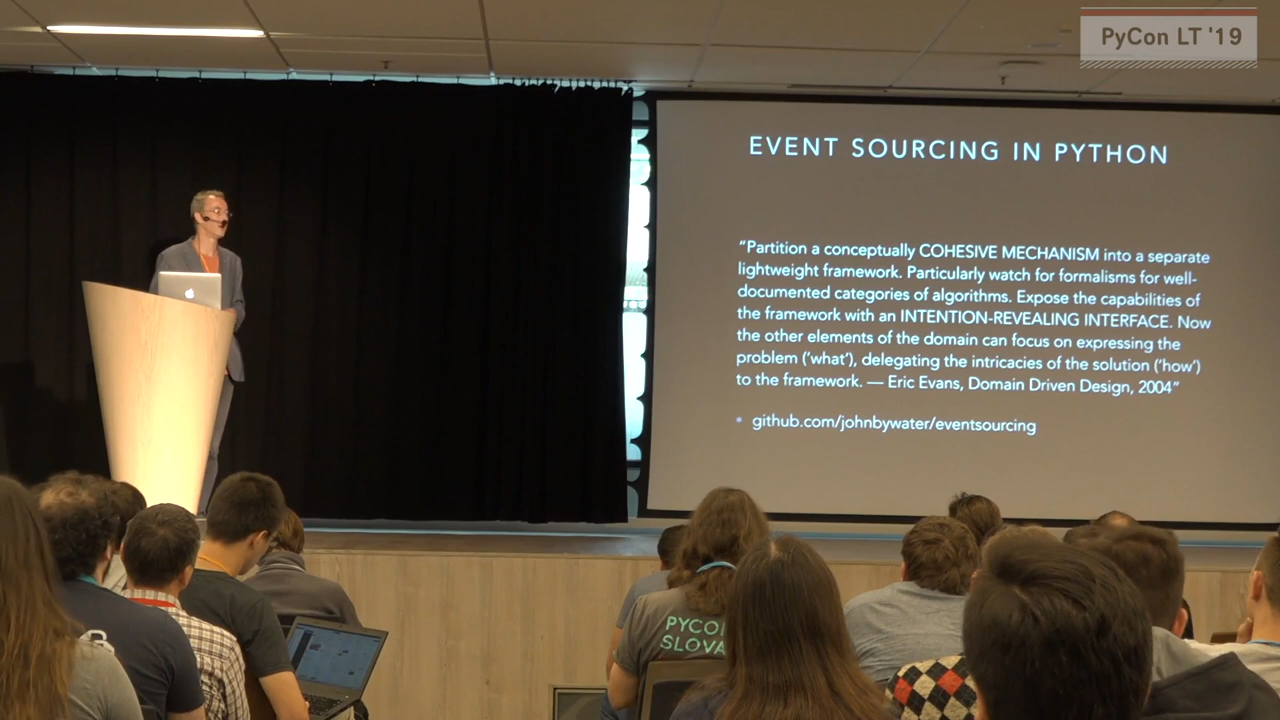 PyCon LT '19
EVENT SOURCING IN PYTHON
“Partition a conceptually COHESIVE MECHANISM into a separate
lightweight framework. Particularly watch for formalisms for well-
documented categories of algorithms. Expose the capabilities of
the framework with an INTENTION-REVEALING INTERFACE. Now
the other elements of the domain can focus on expressing the
problem (‘what’), delegating the intricacies of the solution (‘how’)
to the framework. — Eric Evans, Domain Driven Design, 2004”
• github.com/johnbywater/eventsourcing
PYCO
SLOVA